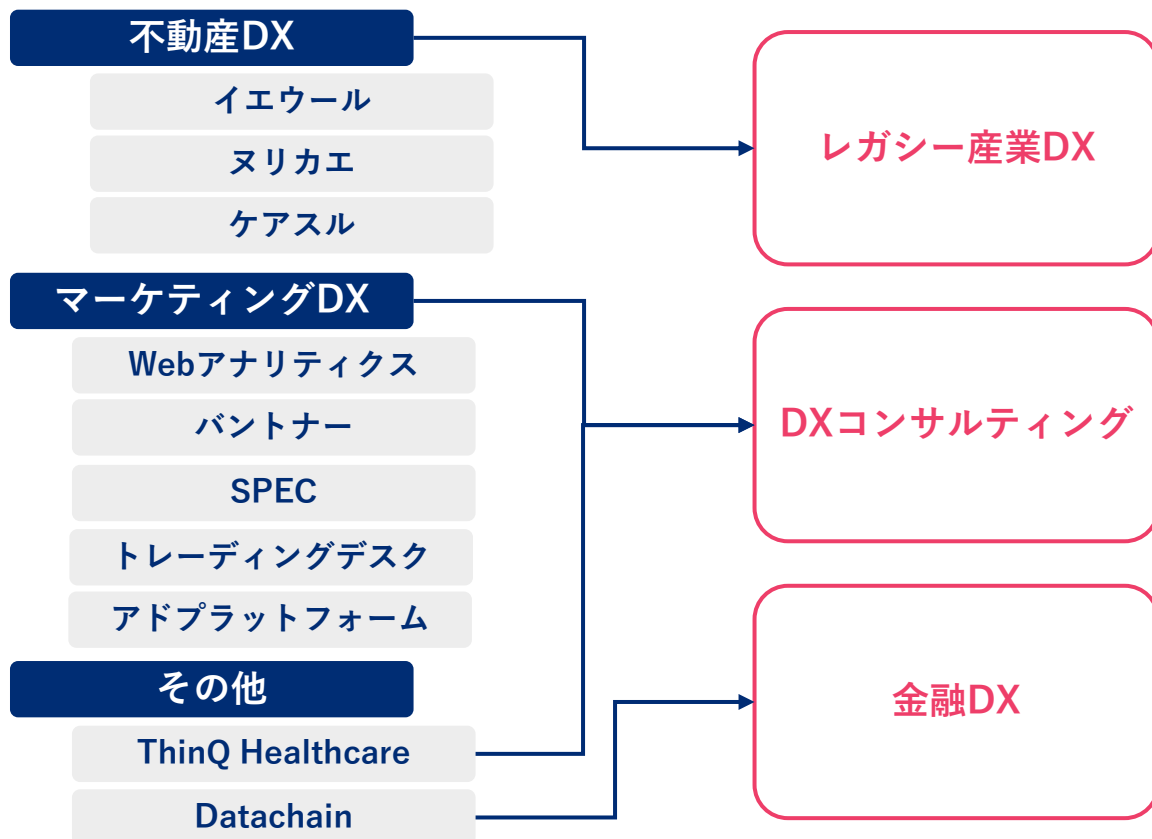 不動産DX
イエウール
ヌリカエ
ケアスル
マーケティングDX
Webアナリティクス
バントナー
SPEC
トレーディングデスク
アドプラットフォーム
その他
ThinQ Healthcare
Datachain
レガシー産業DX
DXコンサルティング
金融DX